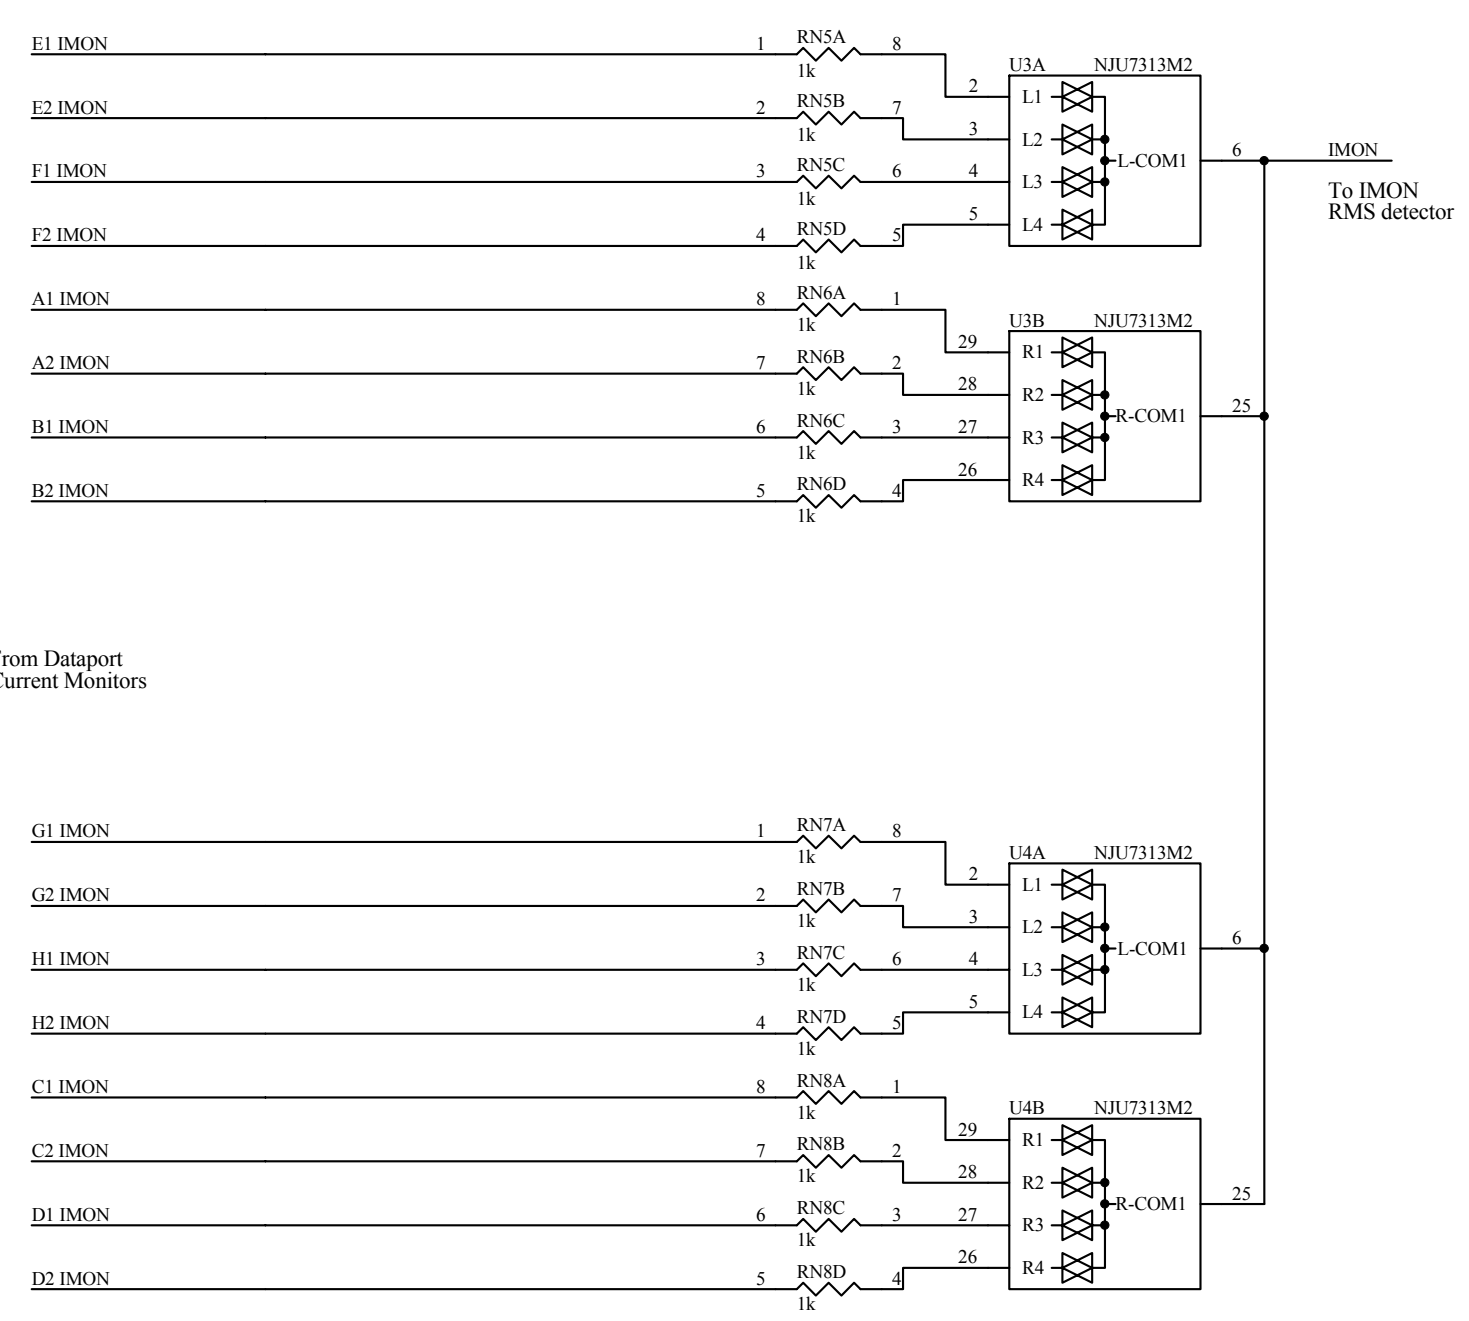 E1 IMON 1 RN5A 8
1k
U3A NJU7313M2
2 L1
E2 IMON 2 RN5B 7
1k
3 L2
L-COM1 6 IMON
F1 IMON 3 RN5C 6 4 L3
1k
To IMON
RMS detector
5 L4
F2 IMON 4 RN5D 5
1k
A1 IMON 8 RN6A 1
1k
U3B NJU7313M2
29 R1
A2 IMON 7 RN6B 2
1k
28 R2
R-COM1 25
B1 IMON 6 RN6C 3 27 R3
1k
26 R4
B2 IMON 5 RN6D 4
1k
rom Dataport
Current Monitors
G1 IMON 1 RN7A 8
1k
U4A NJU7313M2
2 L1
G2 IMON 2 RN7B 7
1k
3 L2
L-COM1 6
H1 IMON 3 RN7C 6 4 L3
1k
5 L4
H2 IMON 4 RN7D 5
1k
C1 IMON 8 RN8A 1
1k
U4B NJU7313M2
29 R1
C2 IMON 7 RN8B 2
1k
28 R2
R-COM1 25
D1 IMON 6 RN8C 3 27 R3
1k
26 R4
D2 IMON 5 RN8D 4
1k